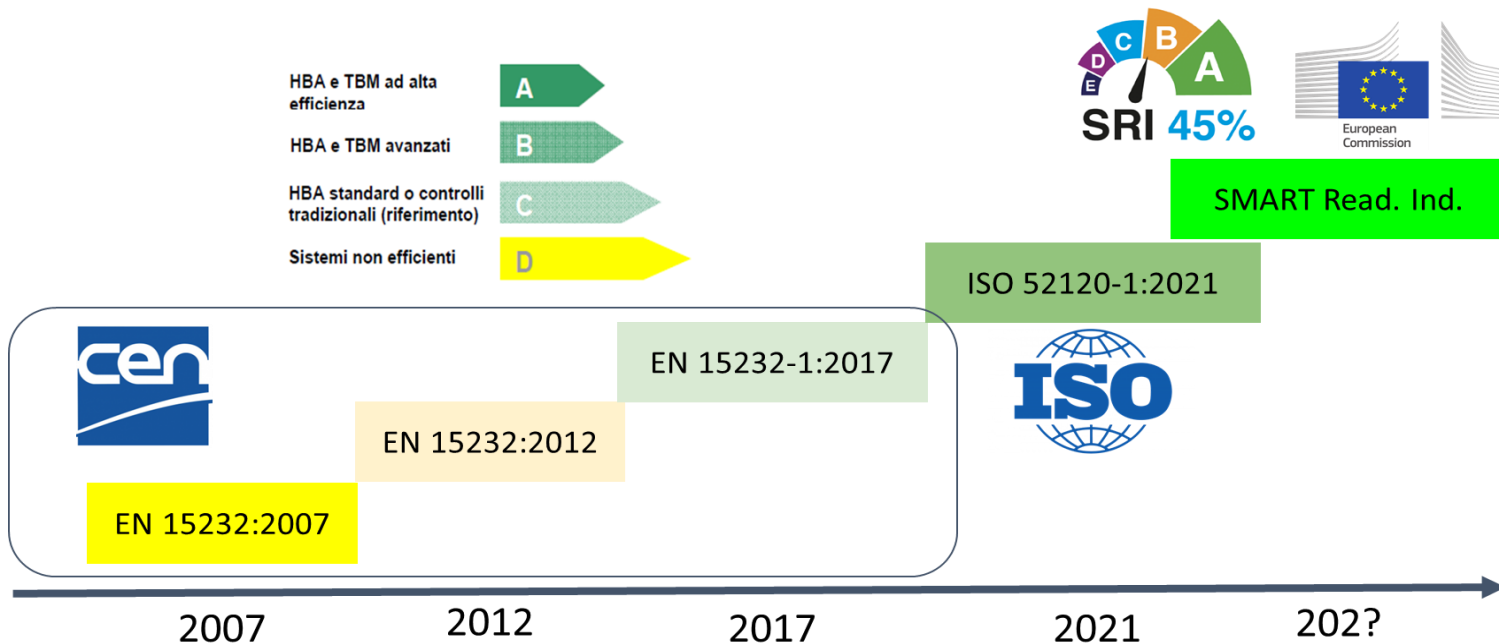 HBA e TBM ad alta
efficienza
A
HBA e TBM avanzati
B
HBA standard o controlli
tradizionali (riferimento)
C
Sistemi non efficienti
D
E
D
C
B
A
SRI 45%
European
Commission
SMART Read. Ind.
ISO 52120-1:2021
cen
EN 15232-1:2017
ISO
EN 15232:2012
EN 15232:2007
2007
2012
2017
2021
202?